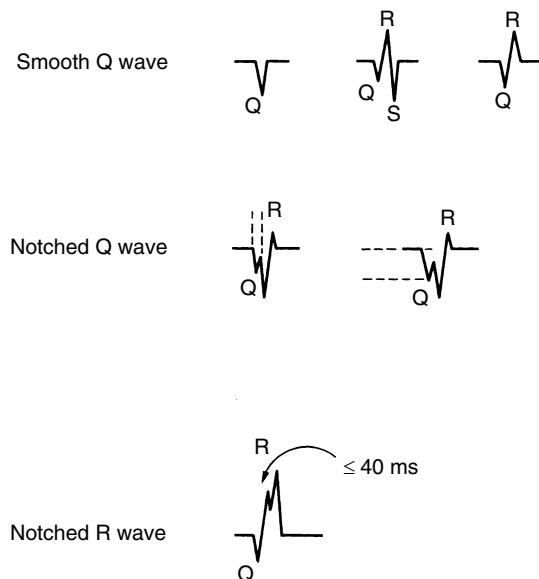 R R
Smooth Q wave
Q Q Q
S
R R
Notched Q wave
Q Q
R
≤ 40 ms
Notched R wave
Q